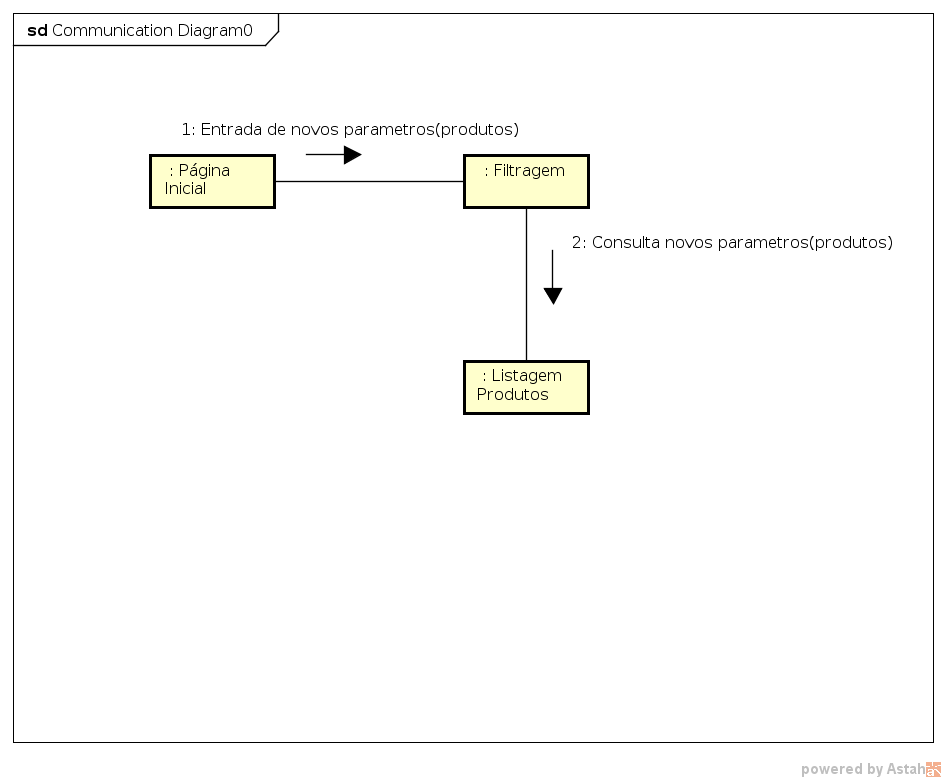 sd Communication Diagram0
1: Entrada de novos parametros(produtos)
: Página
Inicial
: Filtragem
2: Consulta novos parametros(produtos)
: Listagem
Produtos
powered by Astah